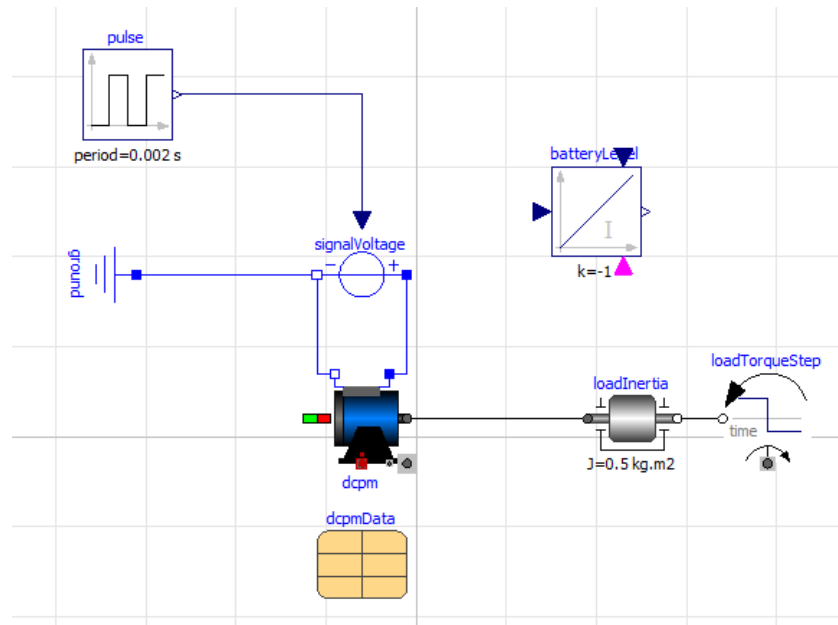 pulse
period=0.002 s
batteryLevel
I
k=-1
signalVoltage
− +
ground
loadTorqueStep
loadInertia
time
J=0.5 kg.m2
dcpm
dcpmData